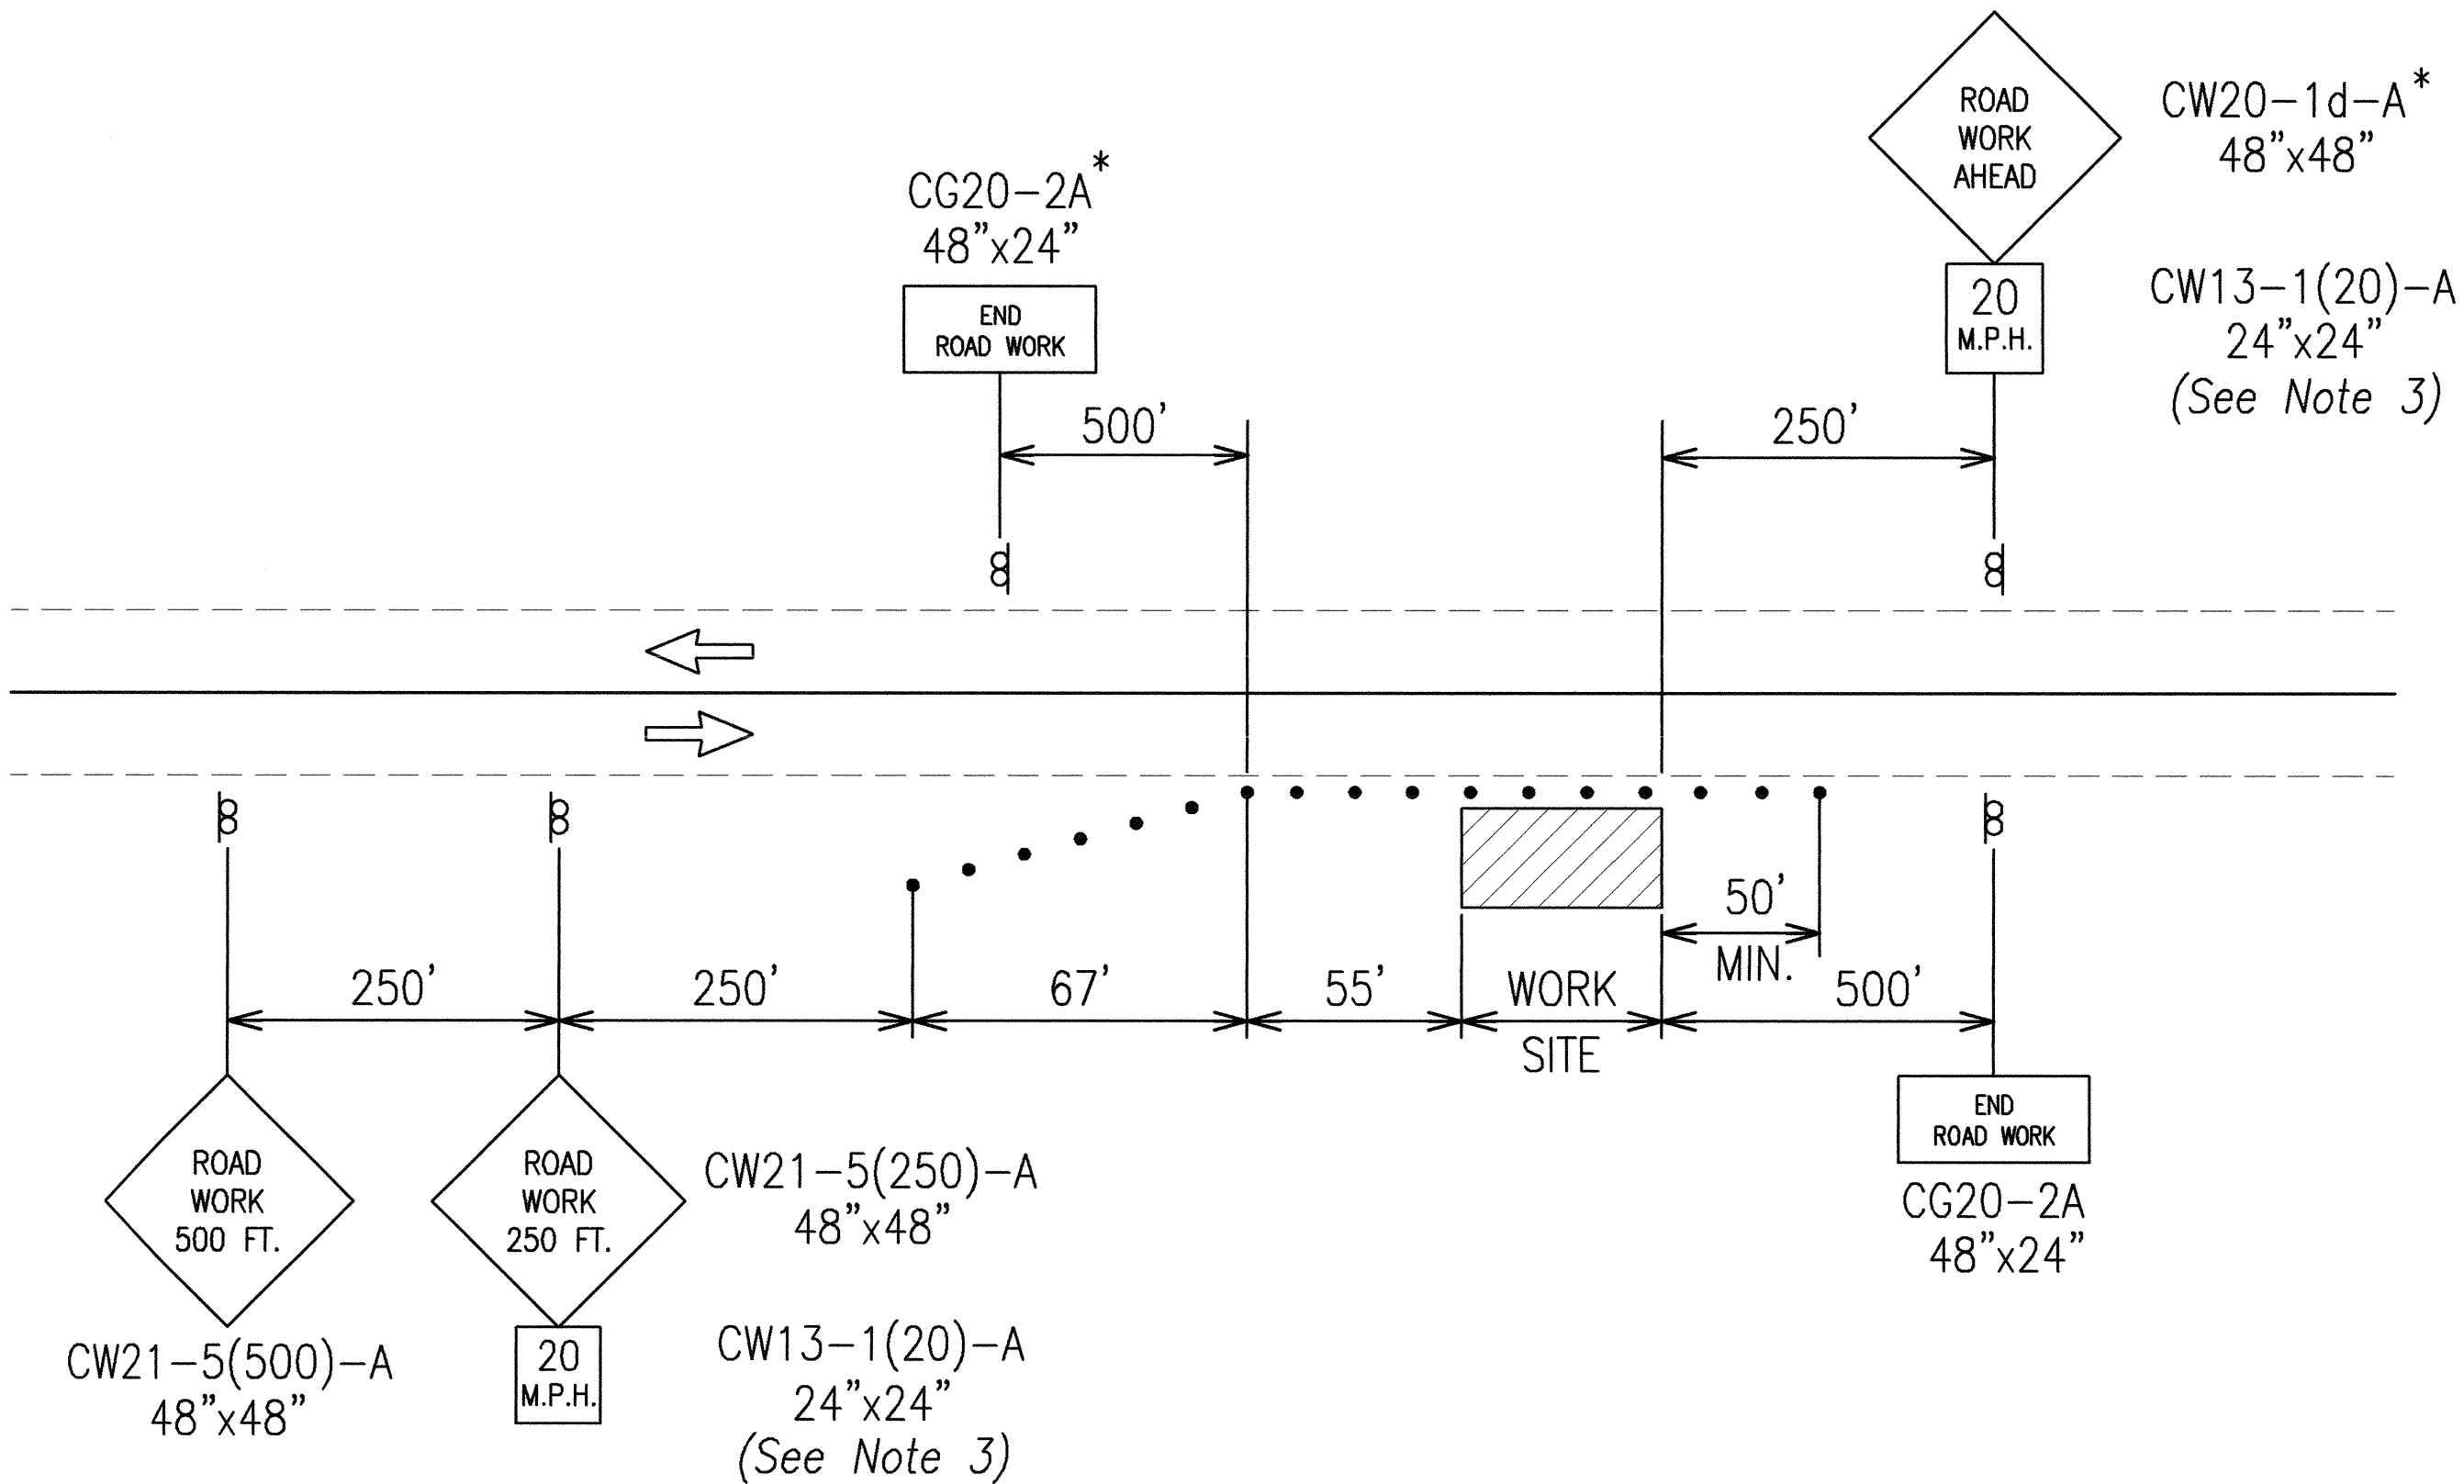 ROAD
WORK
AHEAD
CW20-1d-A*
48"x48"
CG20-2A*
48"x24"
END
ROAD WORK
20
M.P.H.
CW13-1(20)-A
24"x24"
(See Note 3)
500'
250'
50'
MIN.
250'
250'
67'
55'
WORK
SITE
500'
ROAD
WORK
500 FT.
CW21-5(500)-A
48"x48"
ROAD
WORK
250 FT.
CW21-5(250)-A
48"x48"
20
M.P.H.
CW13-1(20)-A
24"x24"
(See Note 3)
END
ROAD WORK
CG20-2A
48"x24"